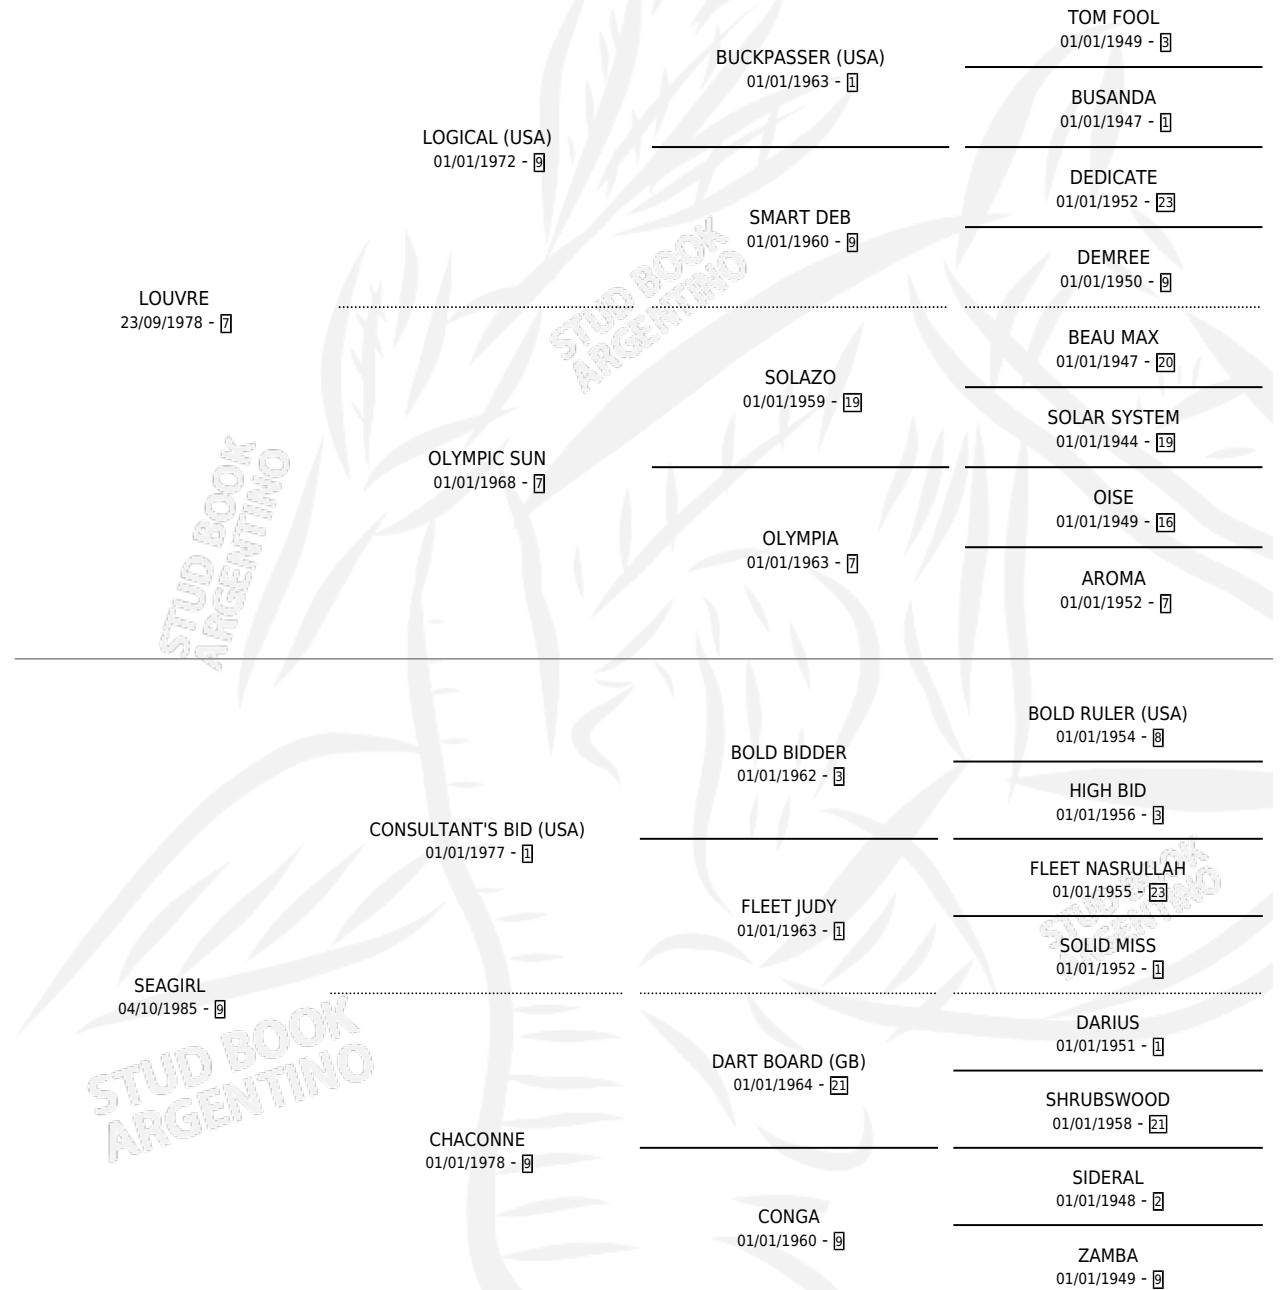 TOM FOOL
01/01/1949 - 3
BUCKPASSER (USA)
01/01/1963 - 1
BUSANDA
01/01/1947 - 1
LOGICAL (USA)
01/01/1972 - 9
DEDICATE
01/01/1952 - 23
SMART DEB
01/01/1960 - 9
DEMREE
01/01/1950 - 9
LOUVRE
23/09/1978 - 7
BEAU MAX
01/01/1947 - 20
SOLAZO
01/01/1959 - 19
SOLAR SYSTEM
01/01/1944 - 19
OLYMPIC SUN
01/01/1968 - 7
OISE
01/01/1949 - 16
OLYMPIA
01/01/1963 - 7
AROMA
01/01/1952 - 7
BOLD RULER (USA)
01/01/1954 - 8
BOLD BIDDER
01/01/1962 - 3
HIGH BID
01/01/1956 - 3
CONSULTANT'S BID (USA)
01/01/1977 - 1
FLEET NASRULLAH
01/01/1955 - 23
FLEET JUDY
01/01/1963 - 1
SOLID MISS
01/01/1952 - 1
SEAGIRL
04/10/1985 - 9
DARIUS
01/01/1951 - 1
DART BOARD (GB)
01/01/1964 - 21
SHRUBSWOOD
01/01/1958 - 21
CHACONNE
01/01/1978 - 9
SIDERAL
01/01/1948 - 2
CONGA
01/01/1960 - 9
ZAMBA
01/01/1949 - 9
STUD BOOK
ARGENTINO
STUD BOOK
ARGENTINO
STUD BOOK
ARGENTINO
STUD BOOK
ARGENTINO